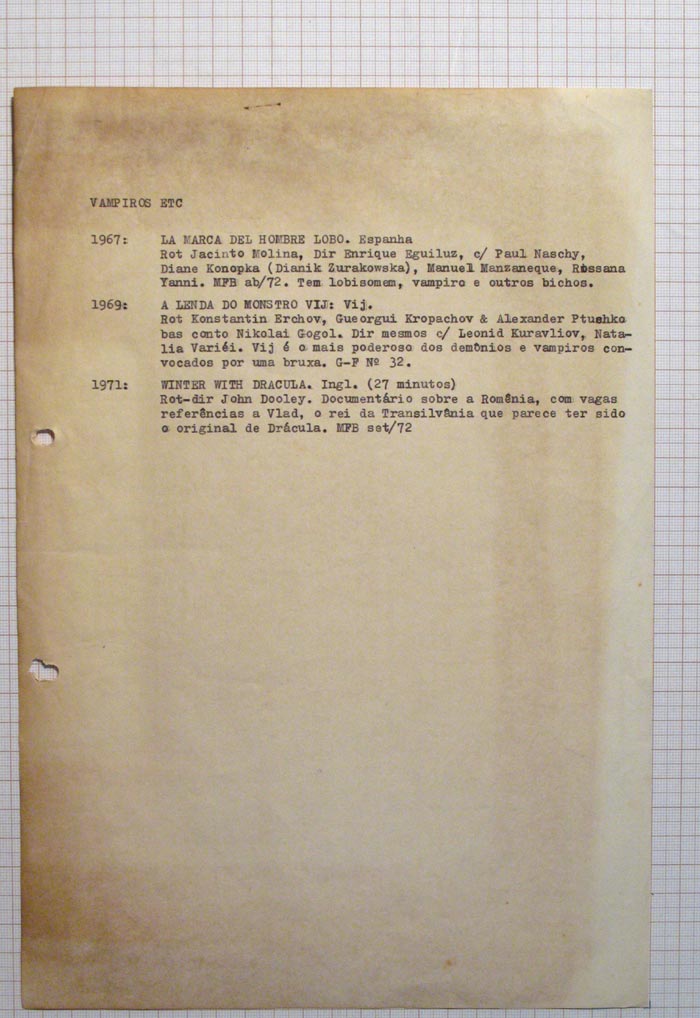 VAMPIROS ETC
1967: LA MARCA DEL HOMBRE LOBO. Espanha
Rot Jacinto Molina, Dir Enrique Eguiluz, c/ Paul Naschy,
Diane Konopka (Dianik Zurakowska), Manuel Manzaneque, Rossana
Yanni. MFB ab/72. Tem lobisomem, vampiro e outros bichos.
1969: A LENDA DO MONSTRO VIJ: Vij.
Rot Konstantin Erchov, Gueorgui Kropachov & Alexander Ptushko
bas conto Nikolai Gogol. Dir mesmos c/ Leonid Kuravliov, Nata-
lia Variéi. Vij é o mais poderoso dos demônios e vampiros con-
vocados por uma bruxa. G-F Nº 32.
1971: WINTER WITH DRACULA. Ingl. (27 minutos)
Rot-dir John Dooley. Documentário sobre a Romênia, com vagas
referências a Vlad, o rei da Transilvânia que parece ter sido
o original de Drácula. MFB set/72